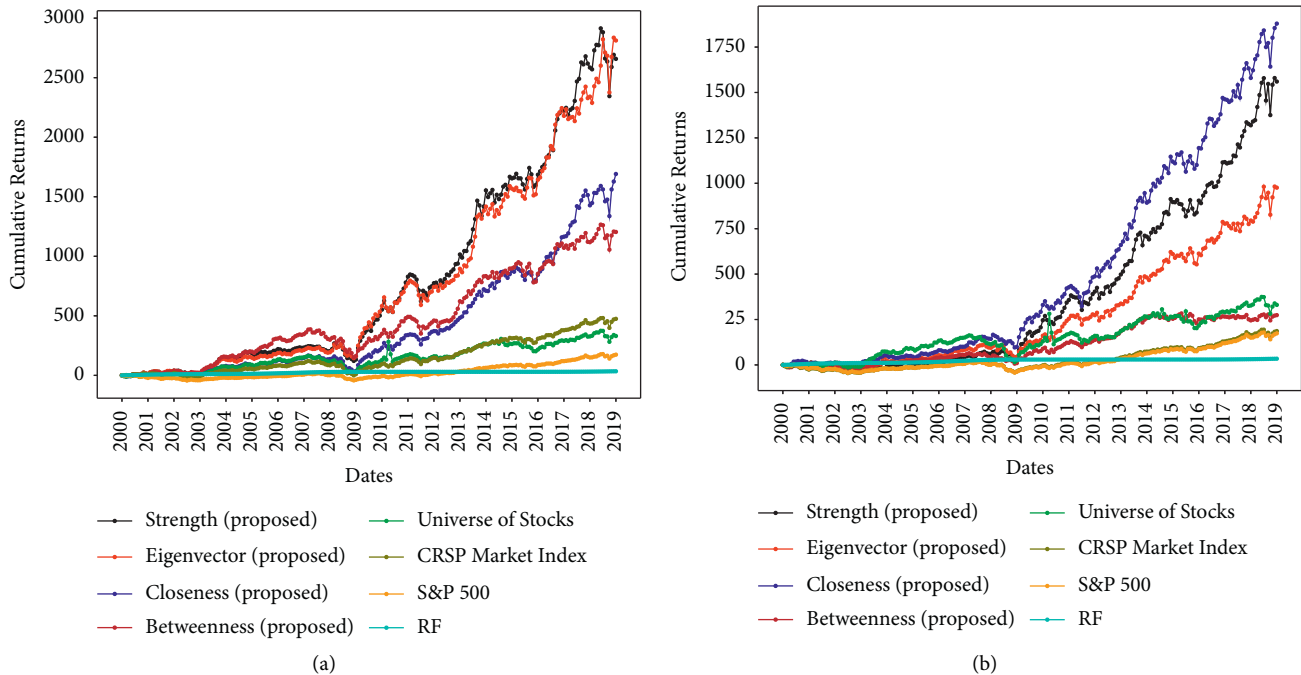 3000
2500
2000
1500
1000
500
0
Cumulative Returns
2000
2001
2002
2003
2004
2005
2006
2007
2008
2009
2010
2011
2012
2013
2014
2015
2016
2017
2018
2019
Dates
Strength (proposed)
Eigenvector (proposed)
Closeness (proposed)
Betweenness (proposed)
Universe of Stocks
CRSP Market Index
S&P 500
RF
(a)
1750
1500
1250
1000
750
500
25
0
Cumulative Returns
2000
2001
2002
2003
2004
2005
2006
2007
2008
2009
2010
2011
2012
2013
2014
2015
2016
2017
2018
2019
Dates
Strength (proposed)
Eigenvector (proposed)
Closeness (proposed)
Betweenness (proposed)
Universe of Stocks
CRSP Market Index
S&P 500
RF
(b)